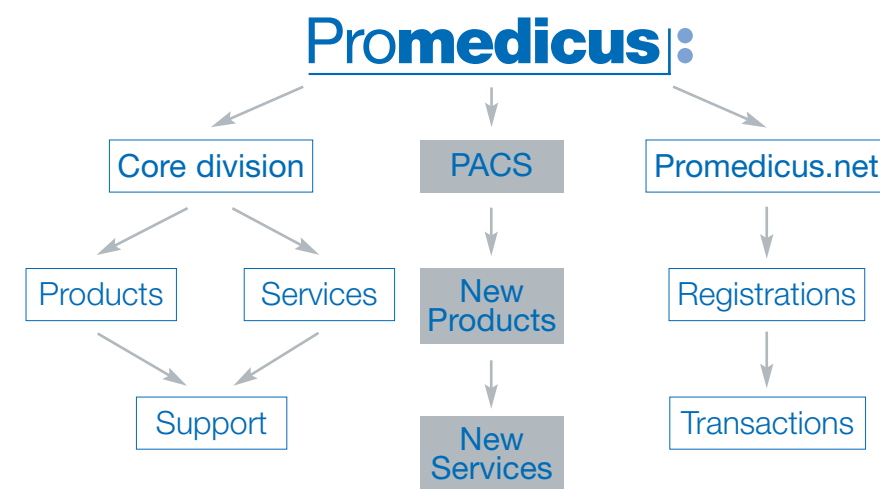 Promedicus
Core division
PACS
Promedicus.net
Products
Services
New
Products
Registrations
Support
New
Services
Transactions